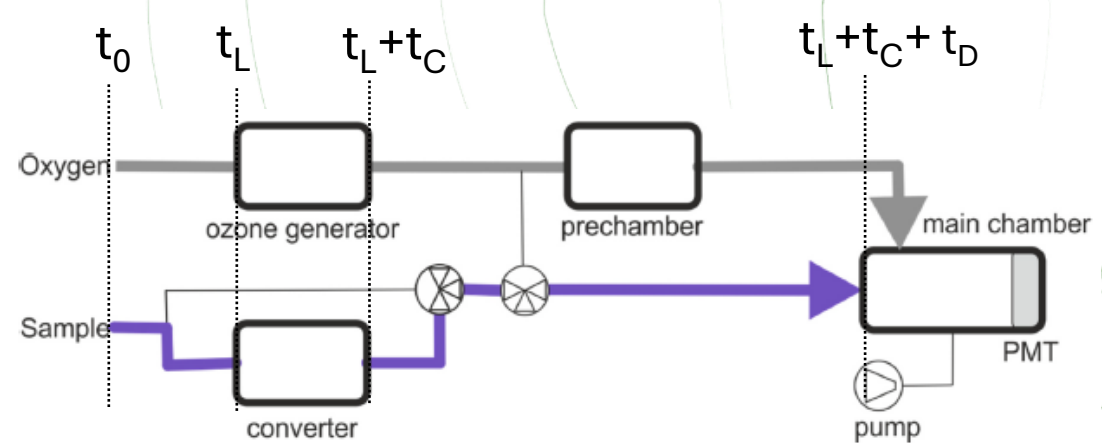 t0
tL
tL+tC
tL+tC+ tD
Oxygen
ozone generator
prechamber
main chamber
Sample
PMT
converter
pump